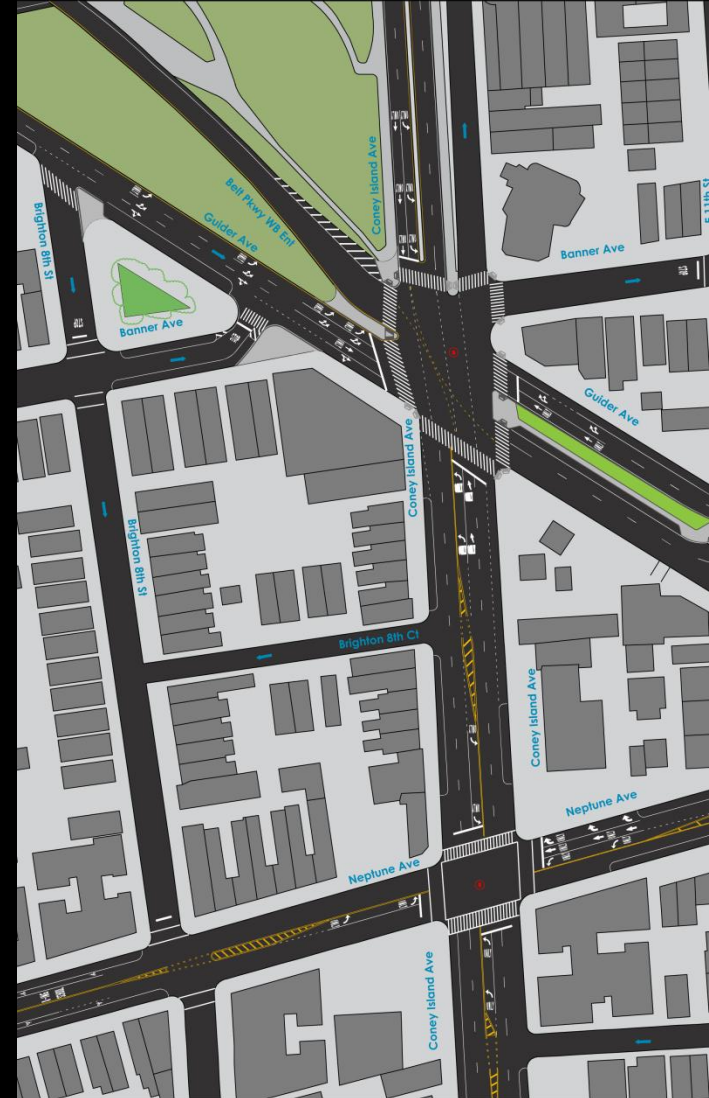 Coney Island Ave
Belt Pkwy WB Ent
Guider Ave
Brighton 8th St
E 11th St
Banner Ave
Banner Ave
Guider Ave
Coney Island Ave
Brighton 8th St
Brighton 8th Ct
Coney Island Ave
Neptune Ave
Neptune Ave
Coney Island Ave